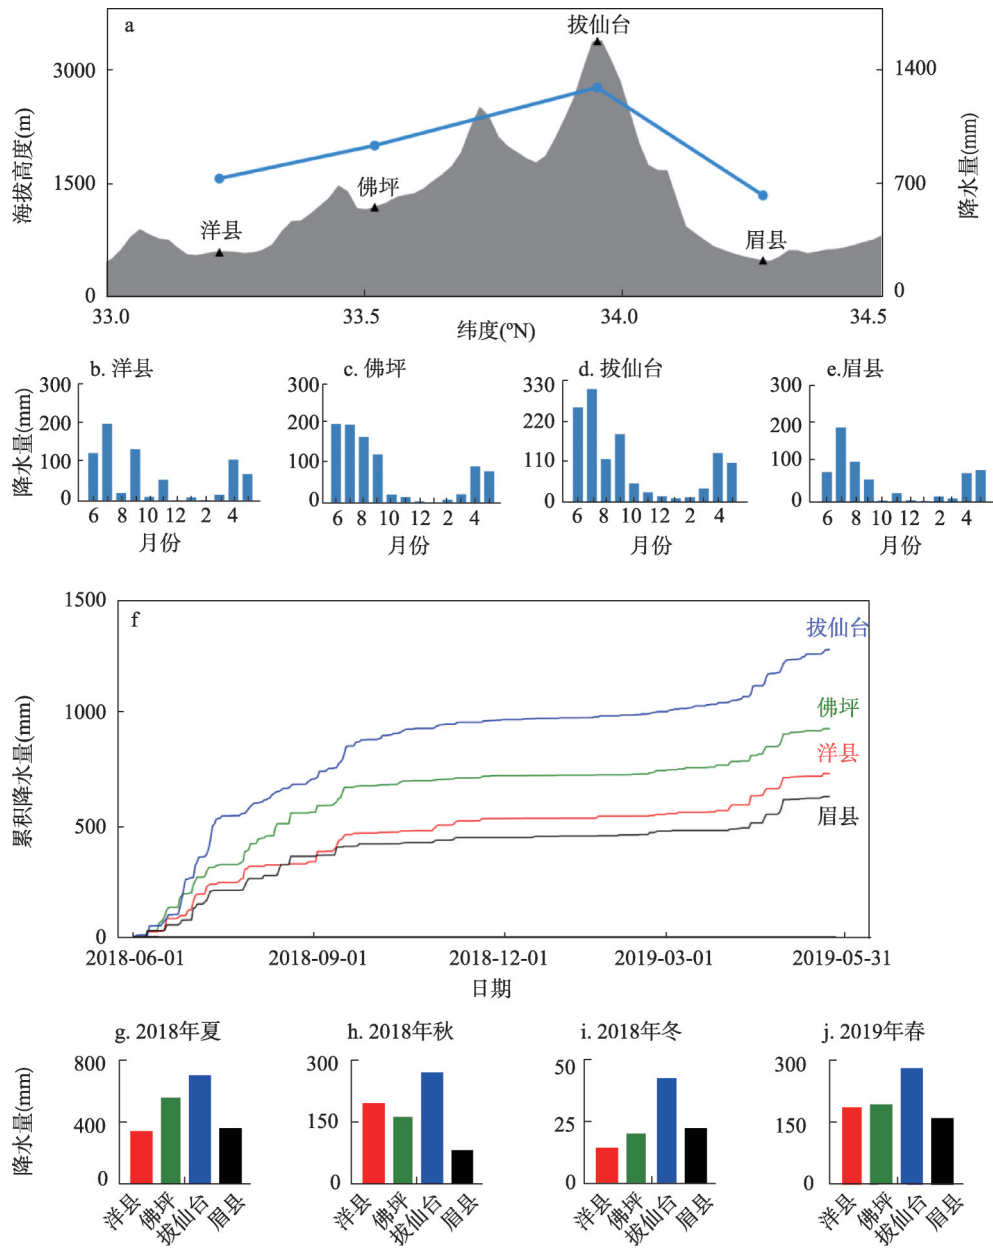 a
拔仙台
佛坪
洋县
眉县
3000
1500
0
海拔高度(m)
1400
700
0
降水量(mm)
33.0 33.5 34.0 34.5
纬度(ºN)
b. 洋县
300
200
100
0
降水量(mm)
6 8 10 12 2 4
月份
c. 佛坪
300
200
100
0
6 8 10 12 2 4
月份
d. 拔仙台
330
220
110
0
6 8 10 12 2 4
月份
e.眉县
300
200
100
0
6 8 10 12 2 4
月份
f
1500
1000
500
0
累积降水量(mm)
拔仙台
佛坪
洋县
眉县
2018-06-01 2018-09-01 2018-12-01 2019-03-01 2019-05-31
日期
g. 2018年夏
800
400
0
降水量(mm)
洋县 佛坪 拔仙台 眉县
h. 2018年秋
300
150
0
洋县 佛坪 拔仙台 眉县
i. 2018年冬
50
25
0
洋县 佛坪 拔仙台 眉县
j. 2019年春
300
150
0
洋县 佛坪 拔仙台 眉县